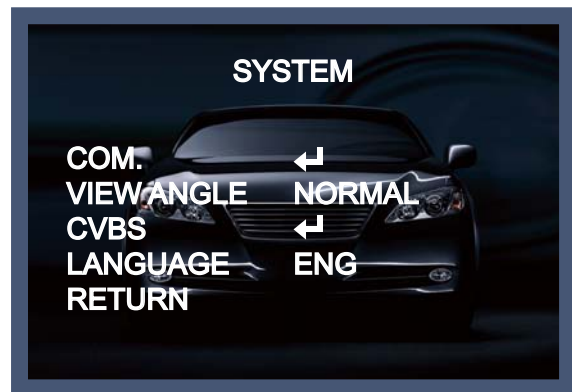 SYSTEM
COM. ↵
VIEW ANGLE NORMAL
CVBS ↵
LANGUAGE ENG
RETURN